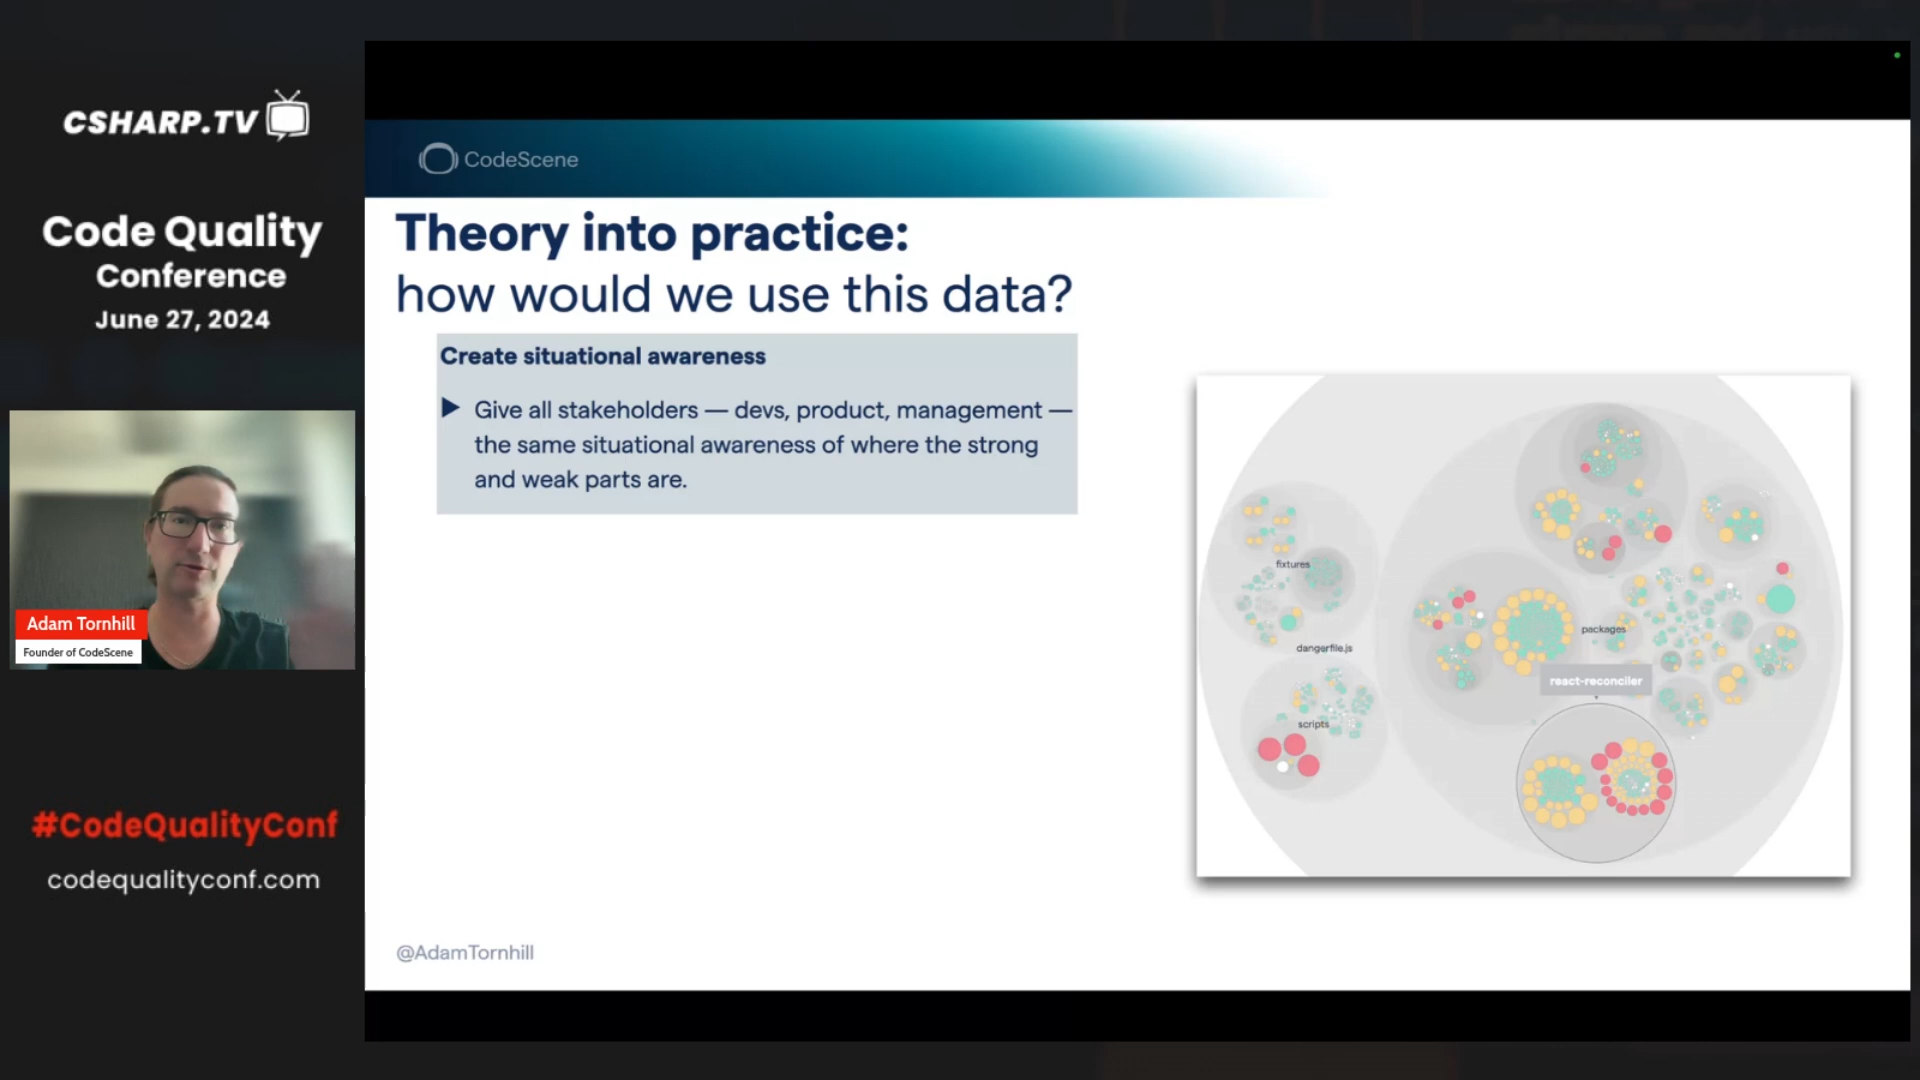 CSHARP.TV
Code Quality
Conference
June 27, 2024
Adam Tornhill
Founder of CodeScene
#CodeQualityConf
codequalityconf.com
CodeScene
Theory into practice:
how would we use this data?
Create situational awareness
Give all stakeholders — devs, product, management —
the same situational awareness of where the strong
and weak parts are.
fixtures
packages
dangerfile.js
react-reconciler
scripts
@AdamTornhill